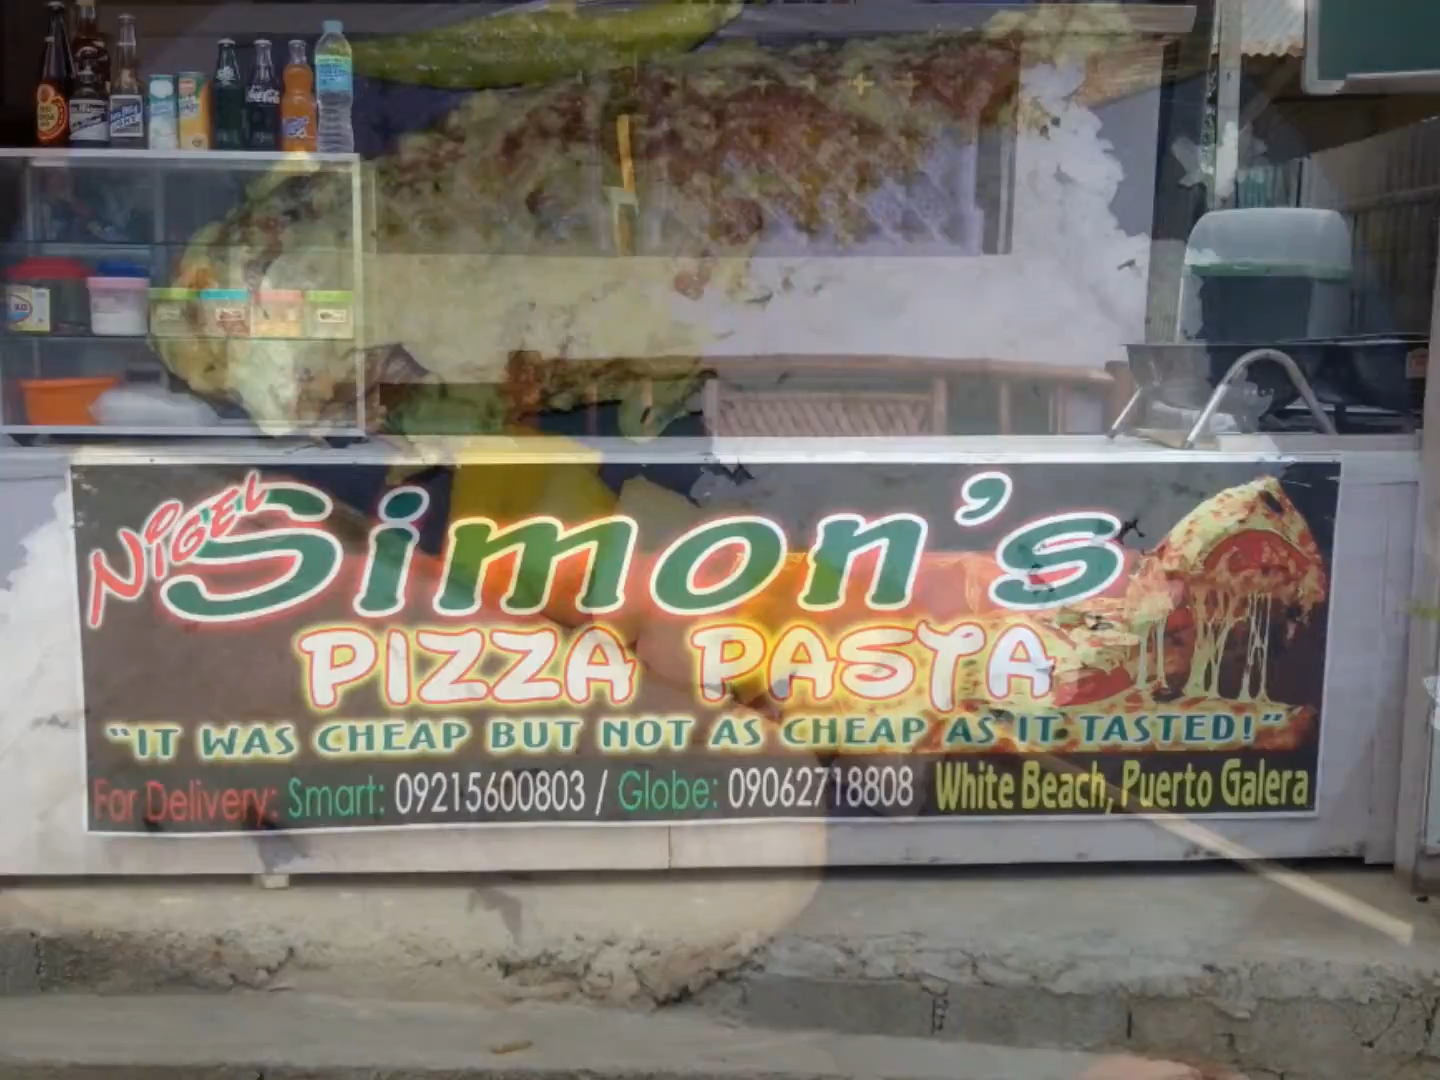 NiGEL
Simon's
PIZZA PASTA
"IT WAS CHEAP BUT NOT AS CHEAP AS IT TASTED!"
For Delivery: Smart: 09215600803 / Globe: 09062718808 White Beach, Puerto Galera